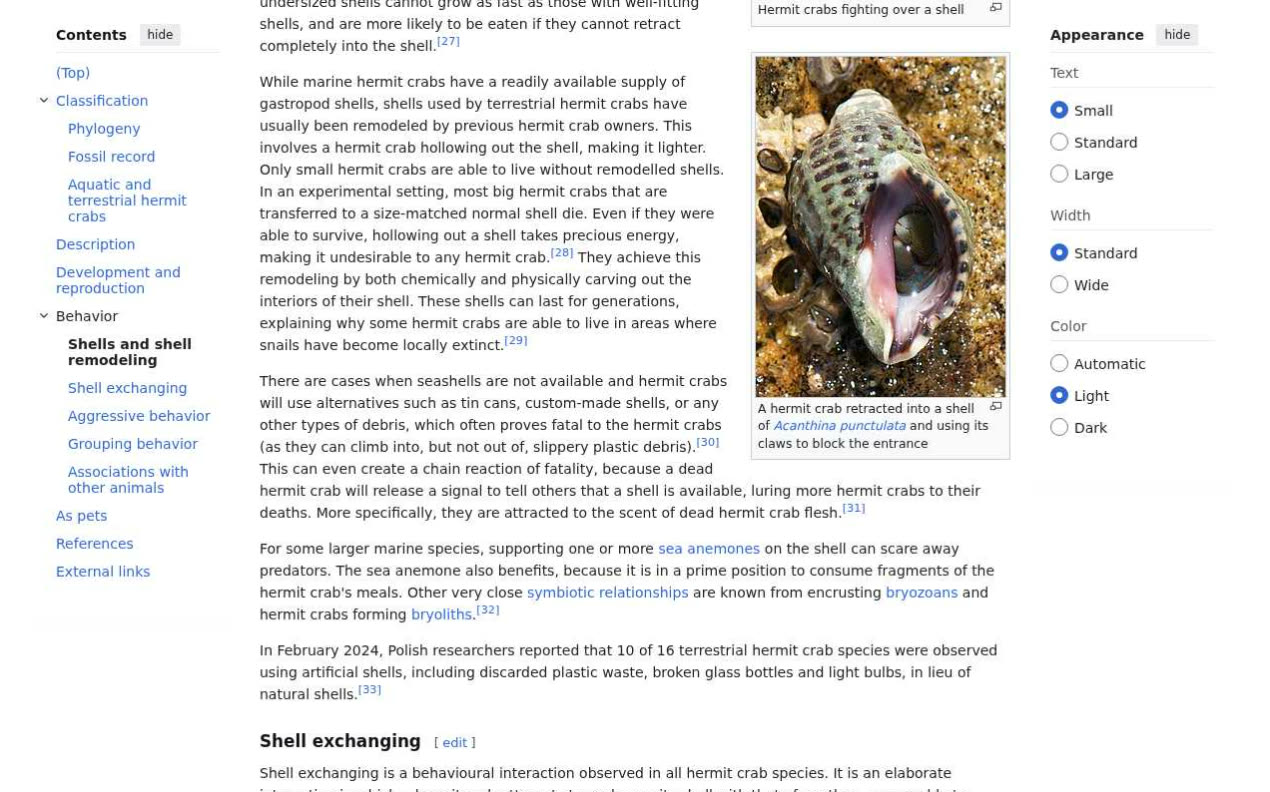 Contents hide
(Top)
Classification
Phylogeny
Fossil record
Aquatic and
terrestrial hermit
crabs
Description
Development and
reproduction
Behavior
Shells and shell
remodeling
Shell exchanging
Aggressive behavior
Grouping behavior
Associations with
other animals
As pets
References
External links
undersized shells cannot grow as fast as those with well-fitting
shells, and are more likely to be eaten if they cannot retract
completely into the shell.[27]
While marine hermit crabs have a readily available supply of
gastropod shells, shells used by terrestrial hermit crabs have
usually been remodeled by previous hermit crab owners. This
involves a hermit crab hollowing out the shell, making it lighter.
Only small hermit crabs are able to live without remodelled shells.
In an experimental setting, most big hermit crabs that are
transferred to a size-matched normal shell die. Even if they were
able to survive, hollowing out a shell takes precious energy,
making it undesirable to any hermit crab.[28] They achieve this
remodeling by both chemically and physically carving out the
interiors of their shell. These shells can last for generations,
explaining why some hermit crabs are able to live in areas where
snails have become locally extinct.[29]
There are cases when seashells are not available and hermit crabs
will use alternatives such as tin cans, custom-made shells, or any
other types of debris, which often proves fatal to the hermit crabs
(as they can climb into, but not out of, slippery plastic debris).[30]
This can even create a chain reaction of fatality, because a dead
hermit crab will release a signal to tell others that a shell is available, luring more hermit crabs to their
deaths. More specifically, they are attracted to the scent of dead hermit crab flesh.[31]
For some larger marine species, supporting one or more sea anemones on the shell can scare away
predators. The sea anemone also benefits, because it is in a prime position to consume fragments of the
hermit crab's meals. Other very close symbiotic relationships are known from encrusting bryozoans and
hermit crabs forming bryoliths.[32]
In February 2024, Polish researchers reported that 10 of 16 terrestrial hermit crab species were observed
using artificial shells, including discarded plastic waste, broken glass bottles and light bulbs, in lieu of
natural shells.[33]
Shell exchanging [ edit ]
Shell exchanging is a behavioural interaction observed in all hermit crab species. It is an elaborate
Hermit crabs fighting over a shell
A hermit crab retracted into a shell
of Acanthina punctulata and using its
claws to block the entrance
Appearance hide
Text
Small
Standard
Large
Width
Standard
Wide
Color
Automatic
Light
Dark